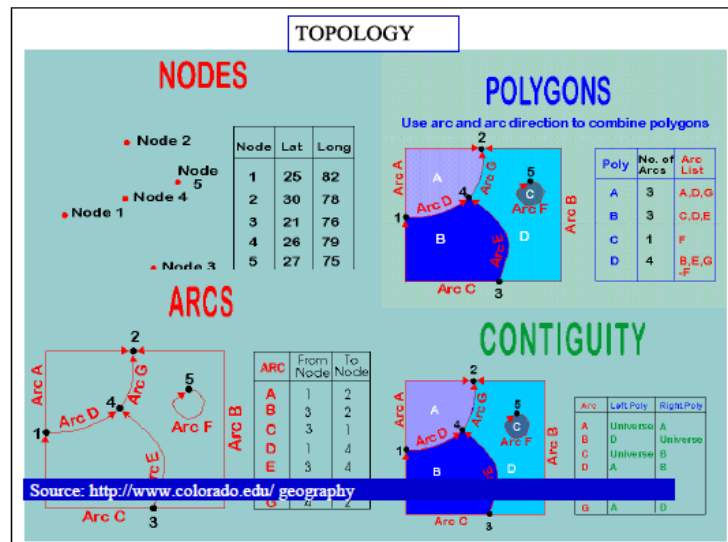 TOPOLOGY
NODES
Node 2
Node
5
Node 4
Node 1
Node 3
Node Lat Long
1 25 82
2 30 78
3 21 76
4 26 79
5 27 75
POLYGONS
Use arc and arc direction to combine polygons
2
Arc A
A
Arc G
5
C
4
Arc D
Arc F
1
B
Arc E
D
Arc B
Arc C
3
Poly No. of Arcs Arc List
A 3 A,D,G
B 3 C,D,E
C 1 F
D 4 B,E,G
-F
ARCS
2
Arc A
Arc G
5
4
Arc D
Arc F
1
Arc B
Arc E
Arc C
3
ARC From Node To Node
A 1 2
B 3 2
C 3 1
D 1 4
E 3 4
G 2
CONTIGUITY
2
Arc A
A
Arc G
5
C
4
Arc D
Arc F
1
B
Arc E
D
Arc B
Arc C
3
Arc Left Poly Right Poly
A Universe A
B D Universe
C Universe B
D A B
G A D
Source: http://www.colorado.edu/ geography